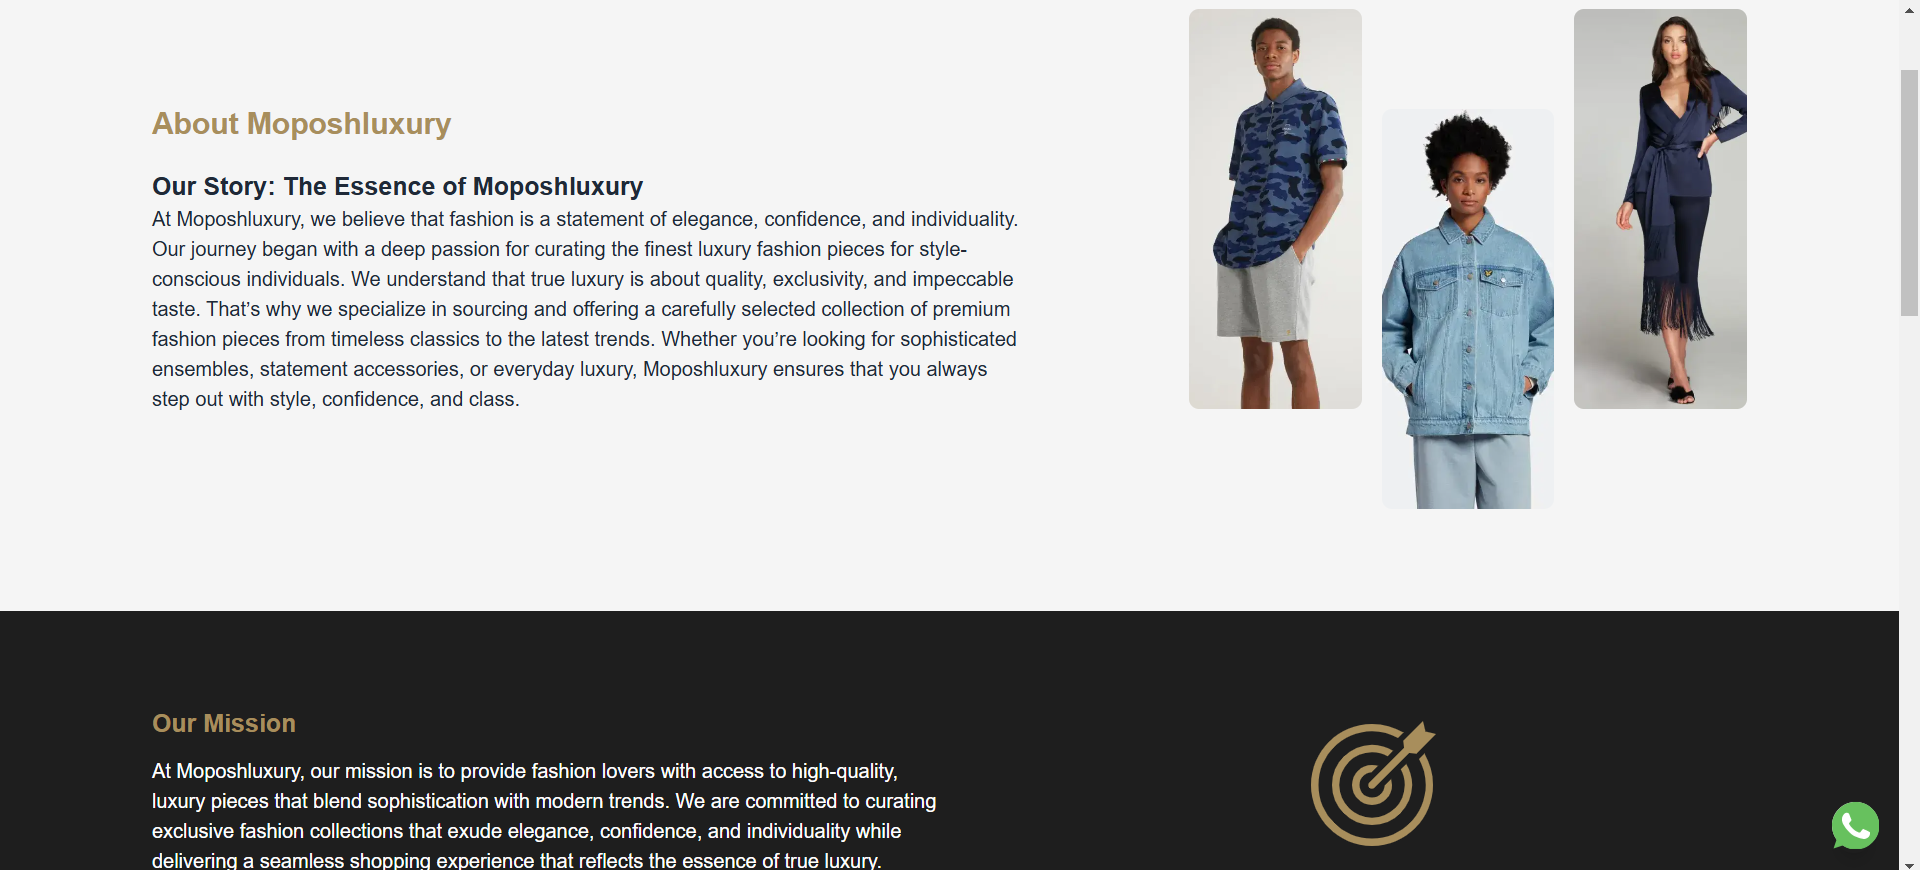 About Moposhluxury
Our Story: The Essence of Moposhluxury
At Moposhluxury, we believe that fashion is a statement of elegance, confidence, and individuality.
Our journey began with a deep passion for curating the finest luxury fashion pieces for style-
conscious individuals. We understand that true luxury is about quality, exclusivity, and impeccable
taste. That’s why we specialize in sourcing and offering a carefully selected collection of premium
fashion pieces from timeless classics to the latest trends. Whether you’re looking for sophisticated
ensembles, statement accessories, or everyday luxury, Moposhluxury ensures that you always
step out with style, confidence, and class.
Our Mission
At Moposhluxury, our mission is to provide fashion lovers with access to high-quality,
luxury pieces that blend sophistication with modern trends. We are committed to curating
exclusive fashion collections that exude elegance, confidence, and individuality while
delivering a seamless shopping experience that reflects the essence of true luxury.